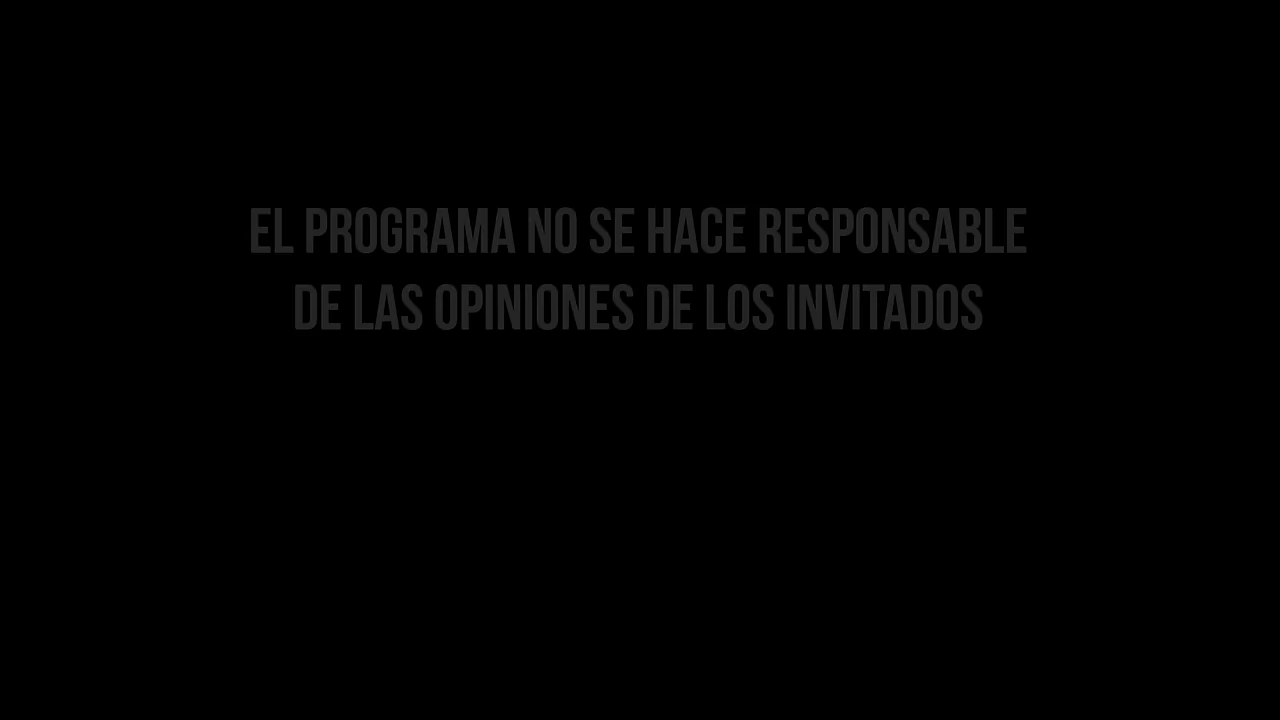 EL PROGRAMA NO SE HACE RESPONSABLE
DE LAS OPINIONES DE LOS INVITADOS